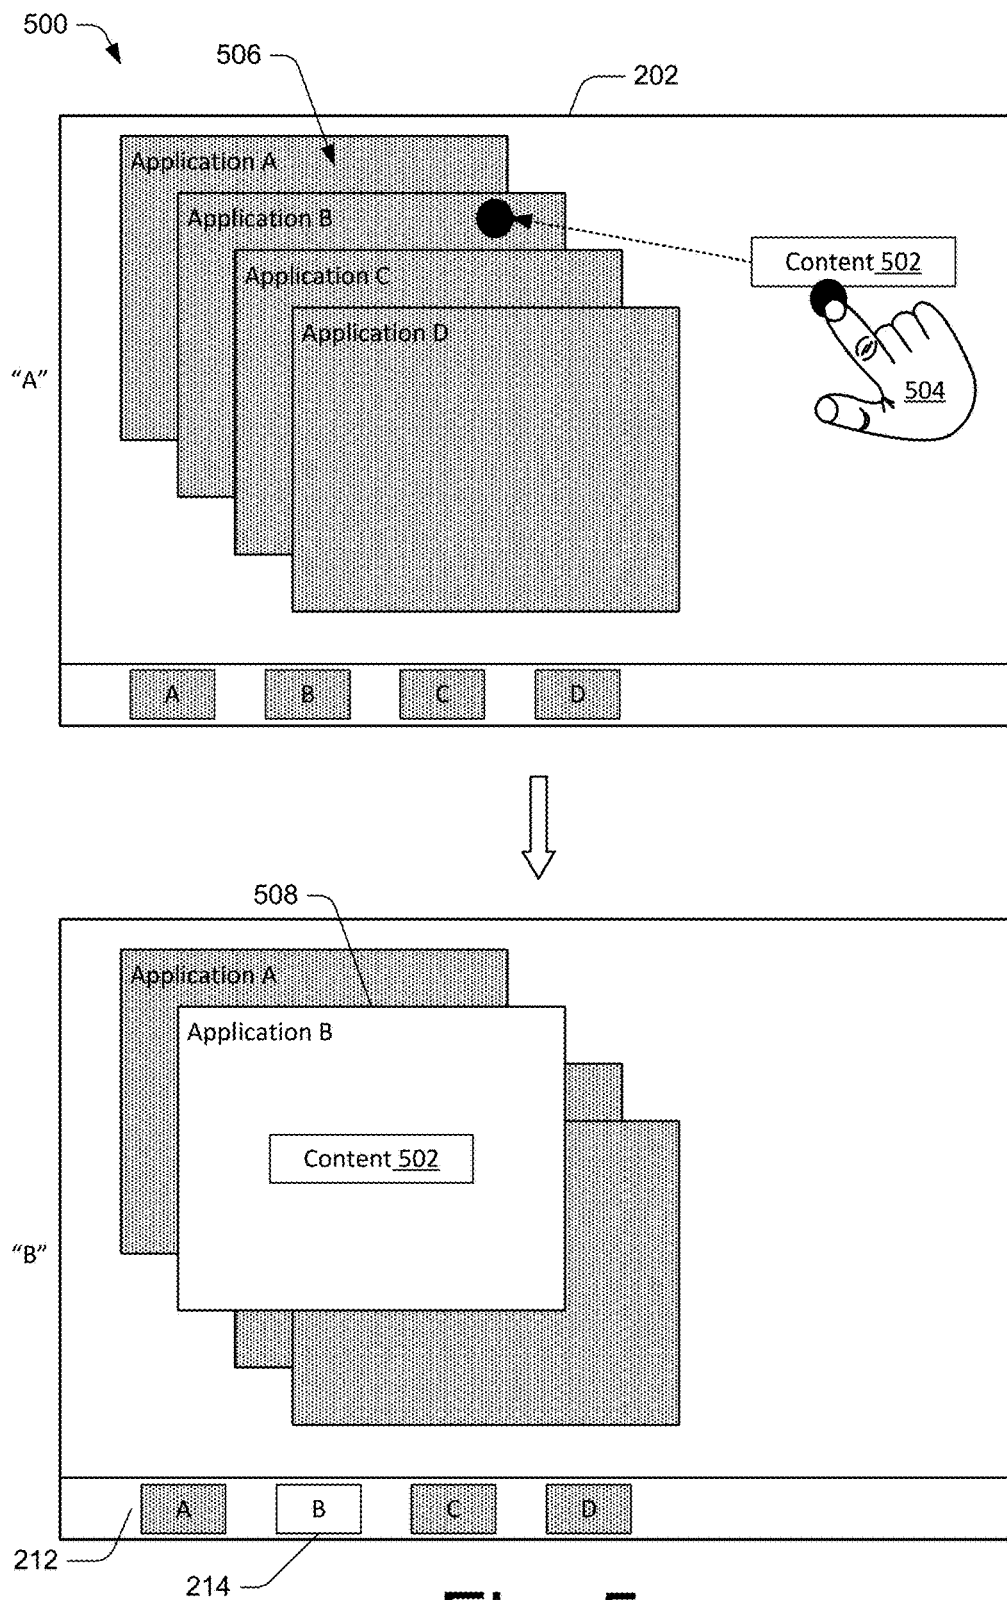 500
506
202
Application A
Application B
Content 502
Application C
Application D
"A"
504
A B C D
508
Application A
Application B
Content 502
"B"
A B C D
212
214